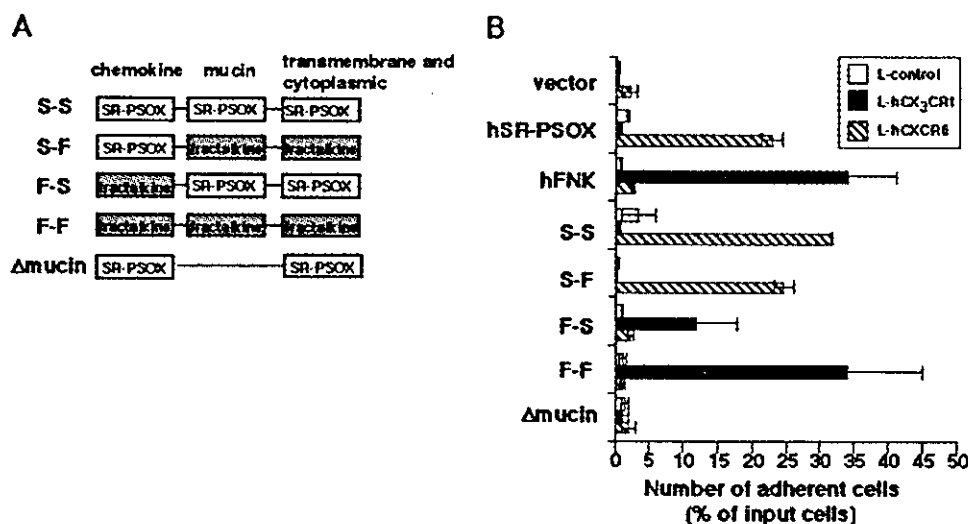 A
chemokine mucin transmembrane and cytoplasmic
S-S SR-PSOX SR-PSOX SR-PSOX
S-F SR-PSOX fractalkine fractalkine
F-S fractalkine SR-PSOX SR-PSOX
F-F fractalkine fractalkine fractalkine
Δmucin SR-PSOX SR-PSOX
B
L-control
L-hCX3CR1
L-hCXCR6
vector
hSR-PSOX
hFNK
S-S
S-F
F-S
F-F
Δmucin
0 5 10 15 20 25 30 35 40 45 50
Number of adherent cells
(% of input cells)